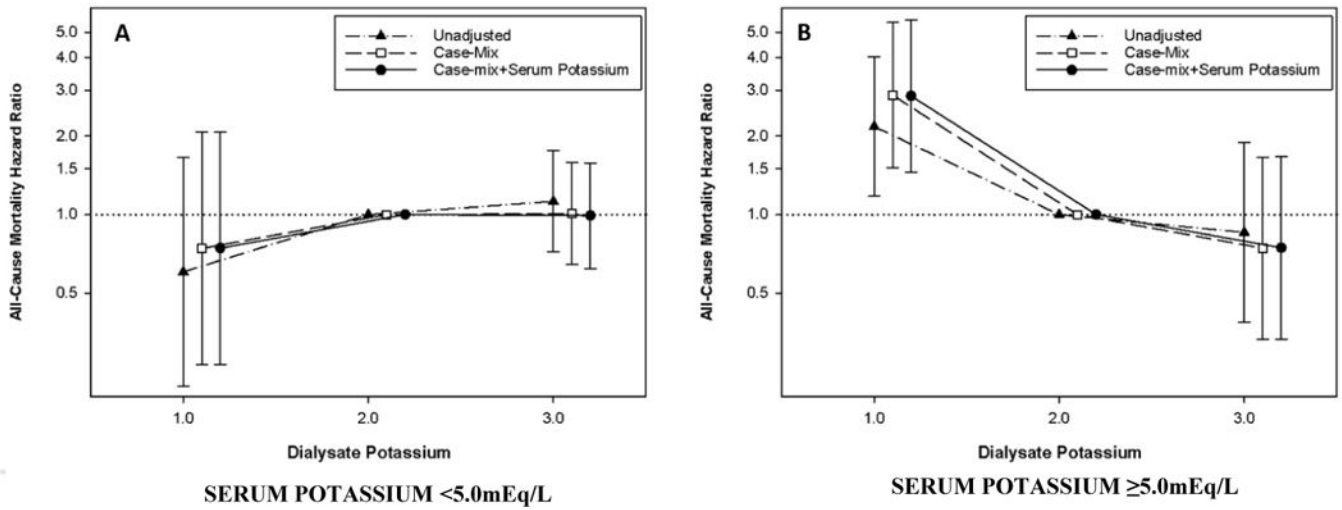 A
Unadjusted
Case-Mix
Case-mix+Serum Potassium
All-Cause Mortality Hazard Ratio
5.0
4.0
3.0
2.0
1.5
1.0
0.5
1.0 2.0 3.0
Dialysate Potassium
SERUM POTASSIUM <5.0mEq/L
B
Unadjusted
Case-Mix
Case-mix+Serum Potassium
All-Cause Mortality Hazard Ratio
5.0
4.0
3.0
2.0
1.5
1.0
0.5
1.0 2.0 3.0
Dialysate Potassium
SERUM POTASSIUM ≥5.0mEq/L